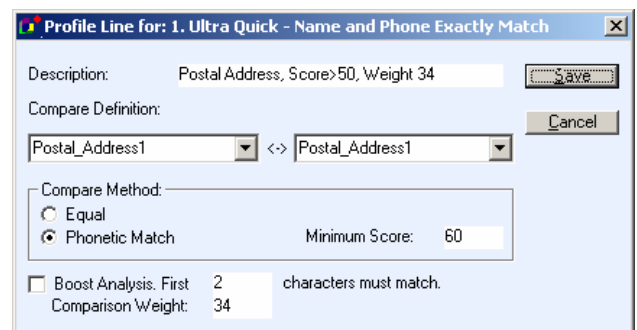 Profile Line for: 1. Ultra Quick - Name and Phone Exactly Match
Description: Postal Address, Score>50, Weight 34 Save
Compare Definition:
Cancel
Postal_Address1 <-> Postal_Address1
Compare Method:
Equal
Phonetic Match Minimum Score: 60
Boost Analysis. First 2 characters must match.
Comparison Weight: 34